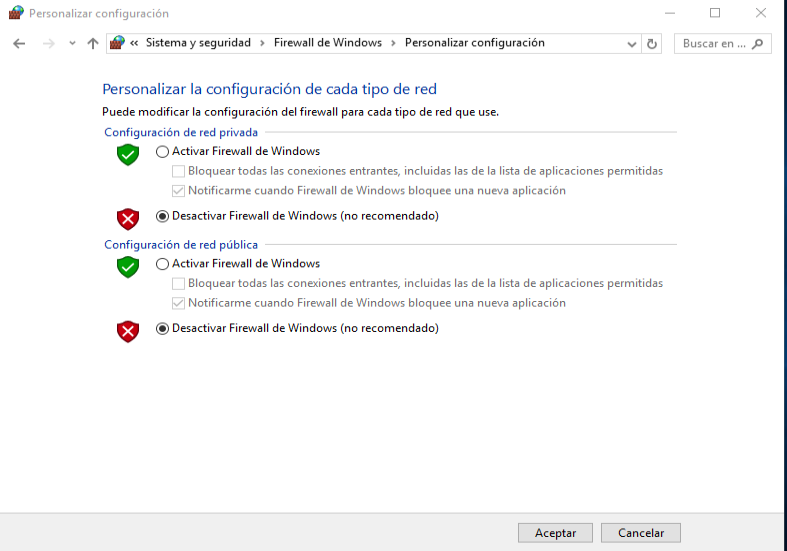 Personalizar configuración
« Sistema y seguridad > Firewall de Windows > Personalizar configuración
Buscar en ...
Personalizar la configuración de cada tipo de red
Puede modificar la configuración del firewall para cada tipo de red que use.
Configuración de red privada
Activar Firewall de Windows
Bloquear todas las conexiones entrantes, incluidas las de la lista de aplicaciones permitidas
Notificarme cuando Firewall de Windows bloquee una nueva aplicación
Desactivar Firewall de Windows (no recomendado)
Configuración de red pública
Activar Firewall de Windows
Bloquear todas las conexiones entrantes, incluidas las de la lista de aplicaciones permitidas
Notificarme cuando Firewall de Windows bloquee una nueva aplicación
Desactivar Firewall de Windows (no recomendado)
Aceptar Cancelar